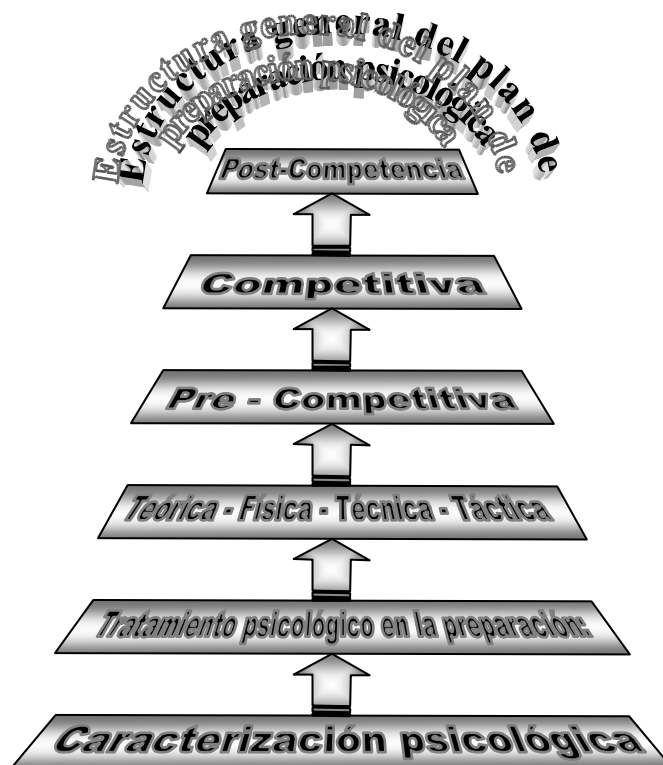 Estructura general del plan de
preparación psicológica
Post-Competencia
Competitiva
Pre - Competitiva
Teórica - Física - Técnica - Táctica
Tratamiento psicológico en la preparación:
Caracterización psicológica